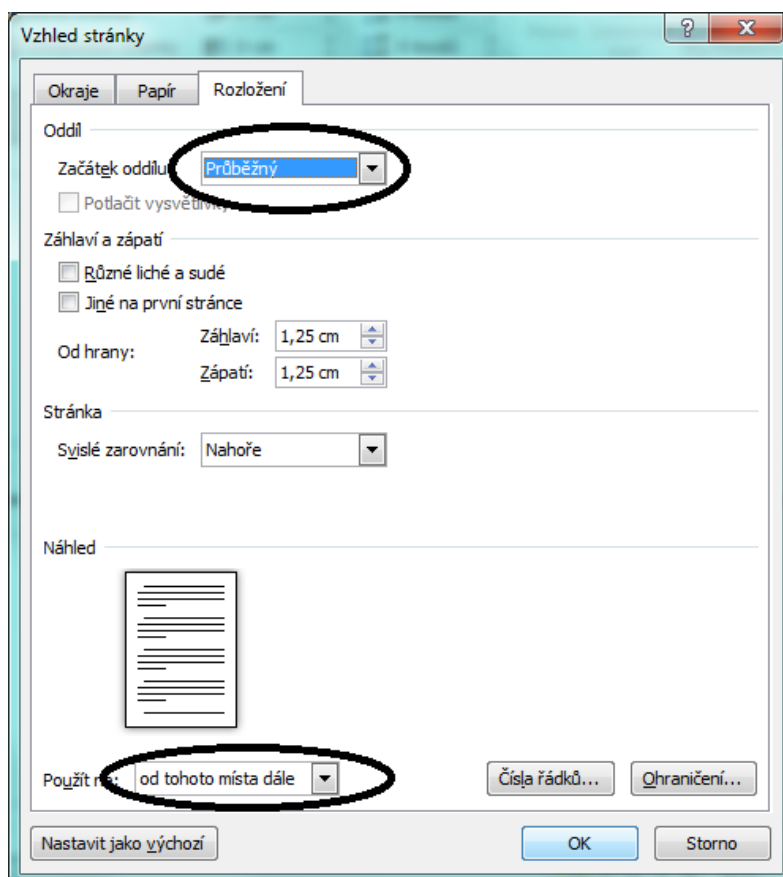 Vzhled stránky
Okraje Papír Rozložení
Oddíl
Začátek oddílu: Průběžný
Potlačit vysvětlivky
Záhlaví a zápatí
Různé liché a sudé
Jiné na první stránce
Od hrany:
Záhlaví: 1,25 cm
Zápatí: 1,25 cm
Stránka
Svislé zarovnání: Nahoře
Náhled
Použít na: od tohoto místa dále Čísla řádků... Ohraničení...
Nastavit jako výchozí OK Storno